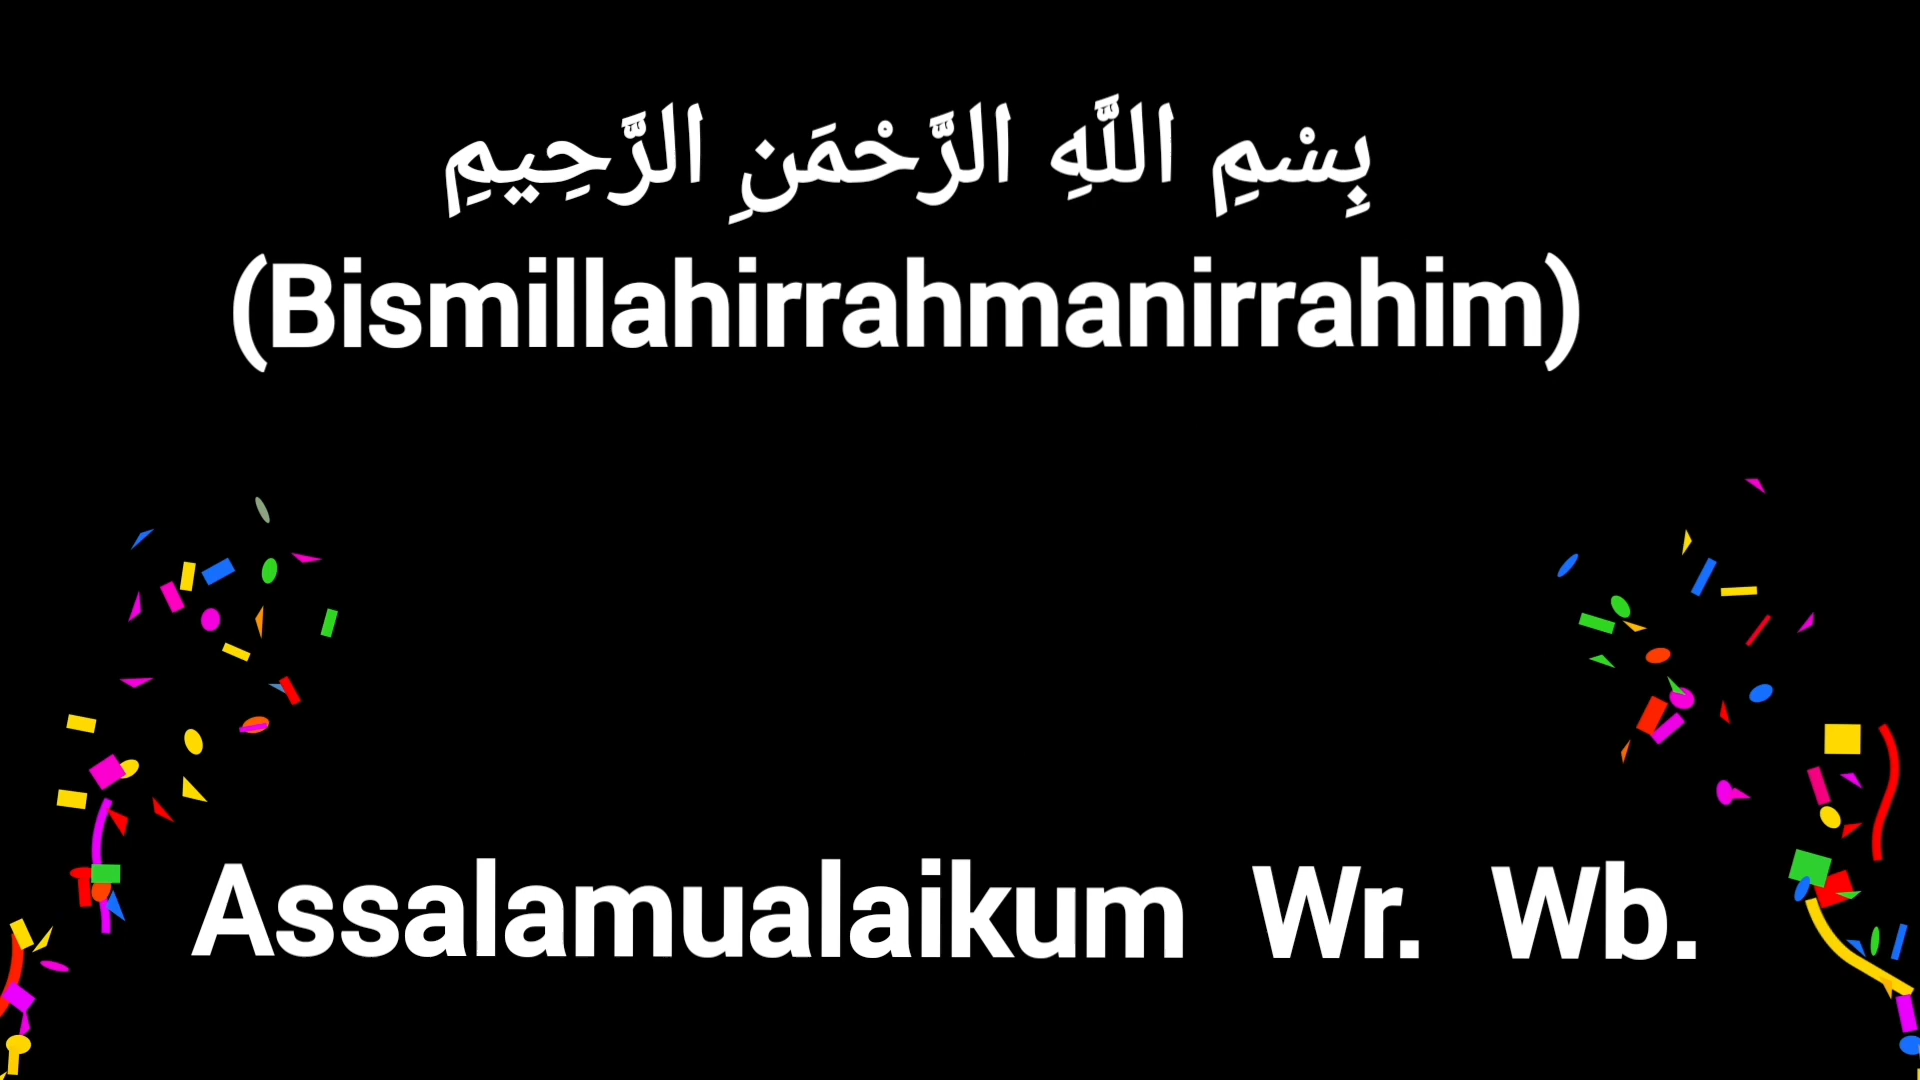 بِسْمِ اللَّهِ الرَّحْمَنِ الرَّحِيمِ
(Bismillahirrahmanirrahim)
Assalamualaikum Wr. Wb.